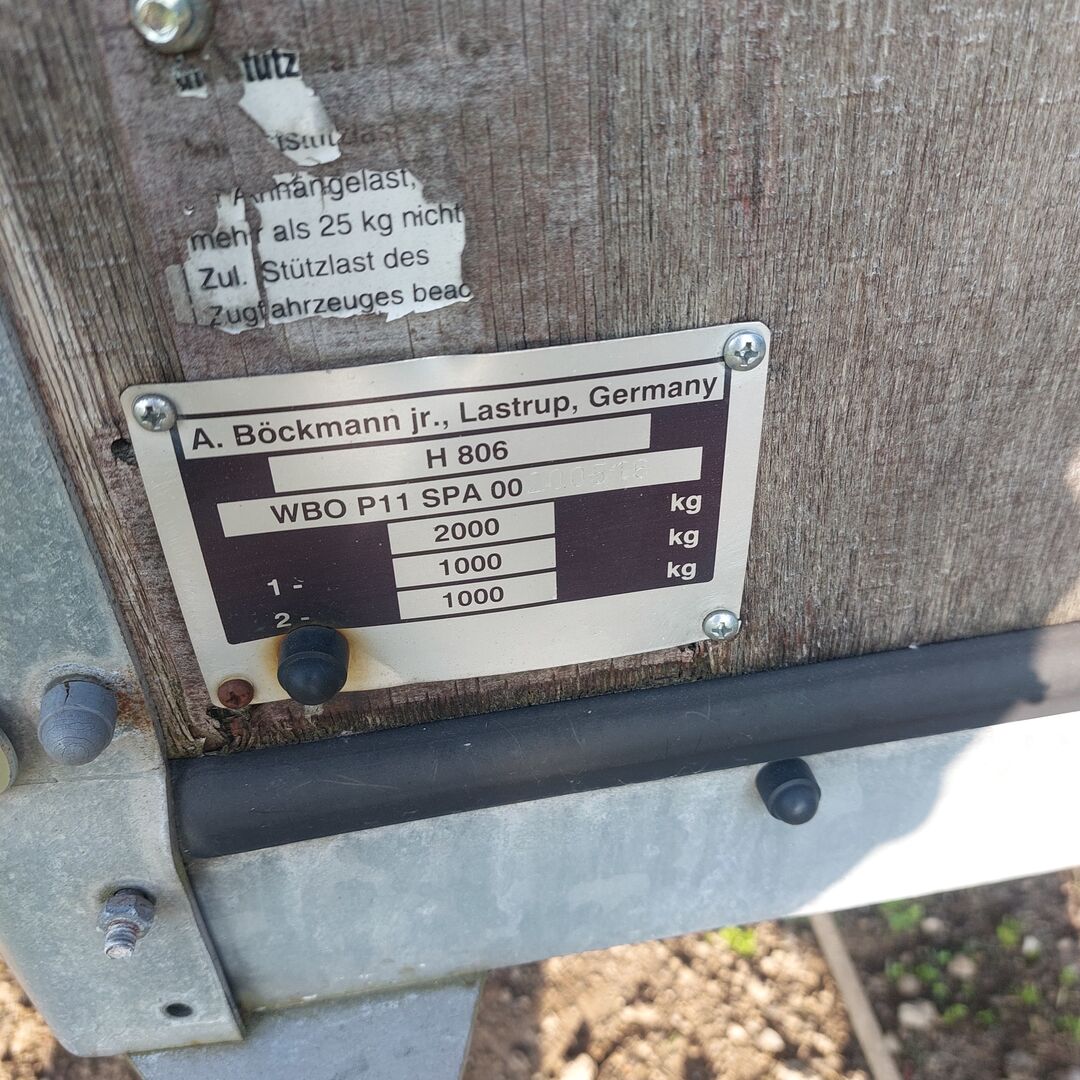 tutz
Anhängelast,
mehr als 25 kg nicht
Zul. Stützlast des
Zugfahrzeuges beac
A. Böckmann jr., Lastrup, Germany
H 806
WBO P11 SPA 00
2000 kg
1 - 1000 kg
2 - 1000 kg